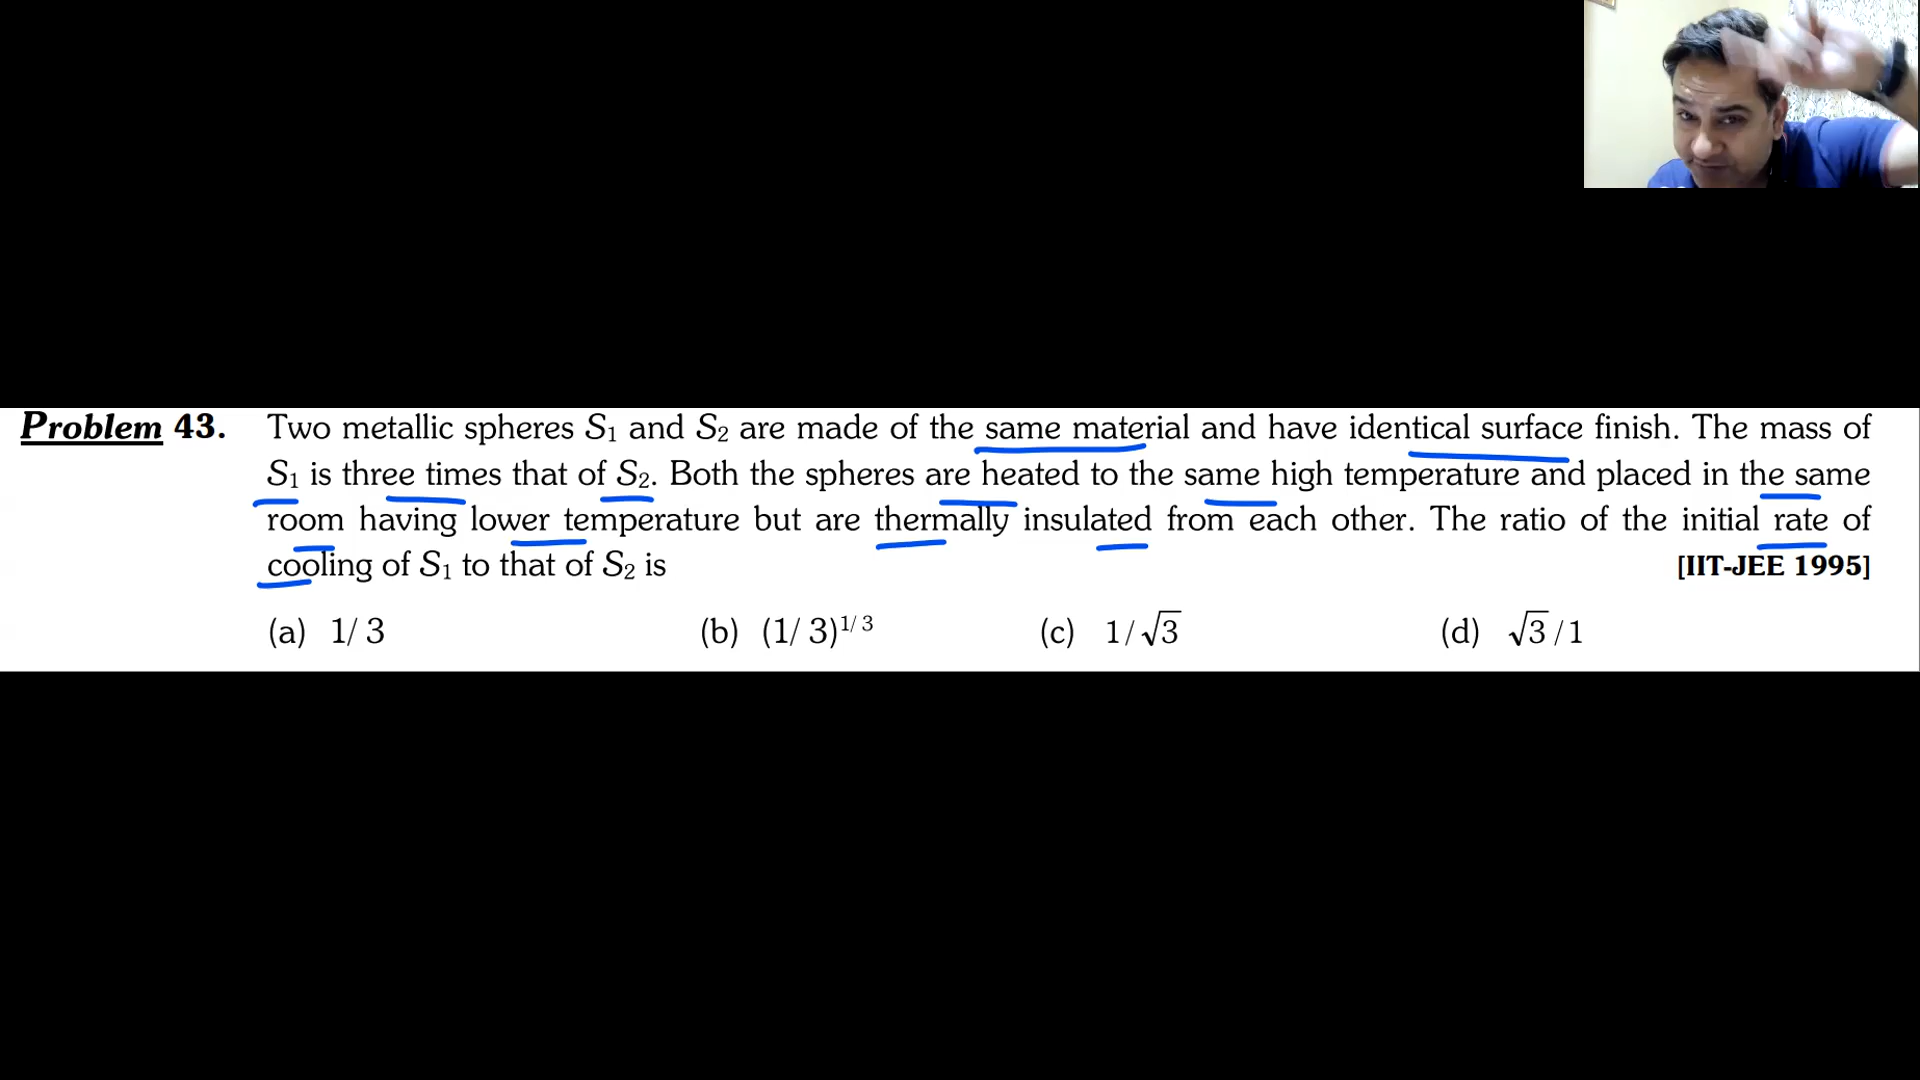 Problem 43. Two metallic spheres S₁ and S₂ are made of the same material and have identical surface finish. The mass of
S₁ is three times that of S₂. Both the spheres are heated to the same high temperature and placed in the same
room having lower temperature but are thermally insulated from each other. The ratio of the initial rate of
cooling of S₁ to that of S₂ is [IIT-JEE 1995]
(a) 1/ 3 (b) (1/ 3)^{1/ 3} (c) 1/√3 (d) √3/1